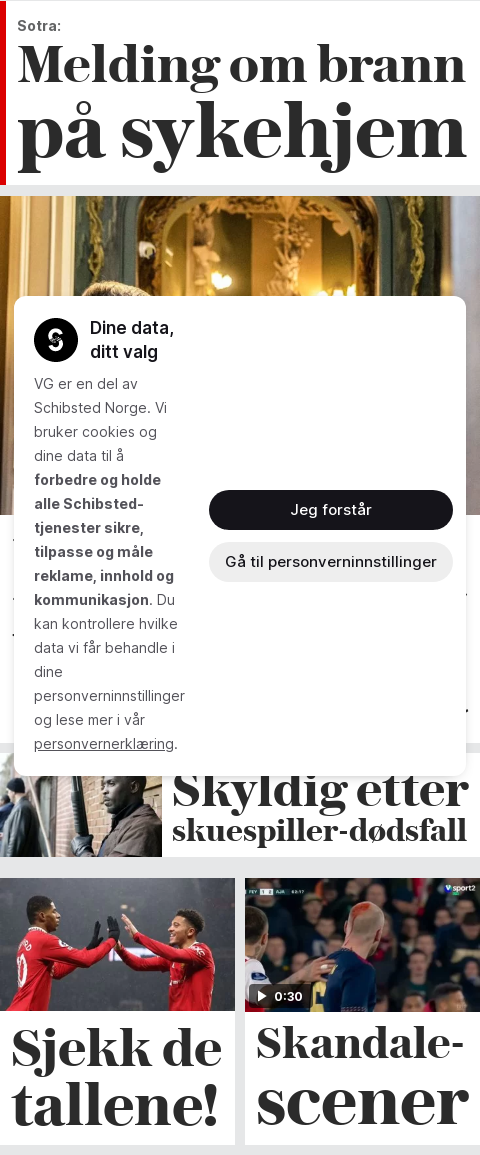 Sotra:
Melding om brann
på sykehjem
Dine data,
ditt valg
VG er en del av
Schibsted Norge. Vi
bruker cookies og
dine data til å
forbedre og holde
alle Schibsted-
tjenester sikre,
tilpasse og måle
reklame, innhold og
kommunikasjon. Du
kan kontrollere hvilke
data vi får behandle i
dine
personverninnstillinger
og lese mer i vår
personvernerklæring.
Jeg forstår
Gå til personverninnstillinger
Skyldig etter
skuespiller-dødsfall
Sjekk de
tallene!
sport2
FEY
AJA
0:30
Skandale-
scener